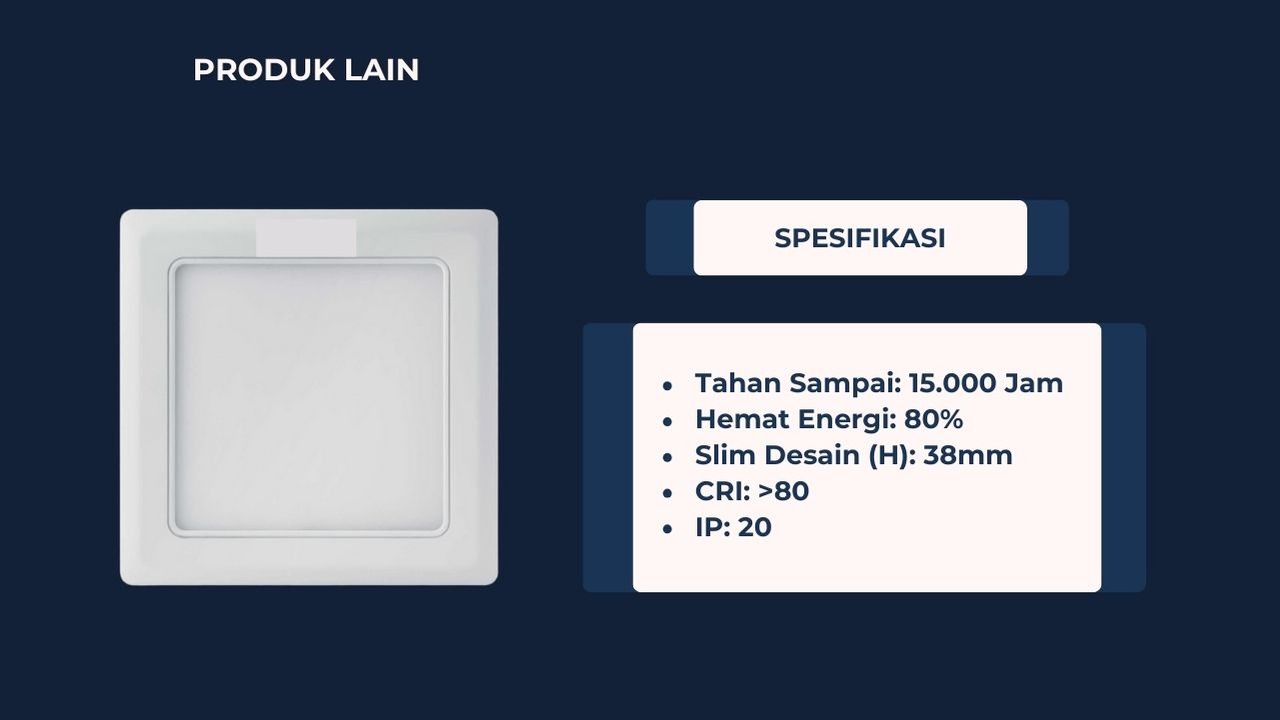 PRODUK LAIN
SPESIFIKASI
• Tahan Sampai: 15.000 Jam
• Hemat Energi: 80%
• Slim Desain (H): 38mm
• CRI: >80
• IP: 20